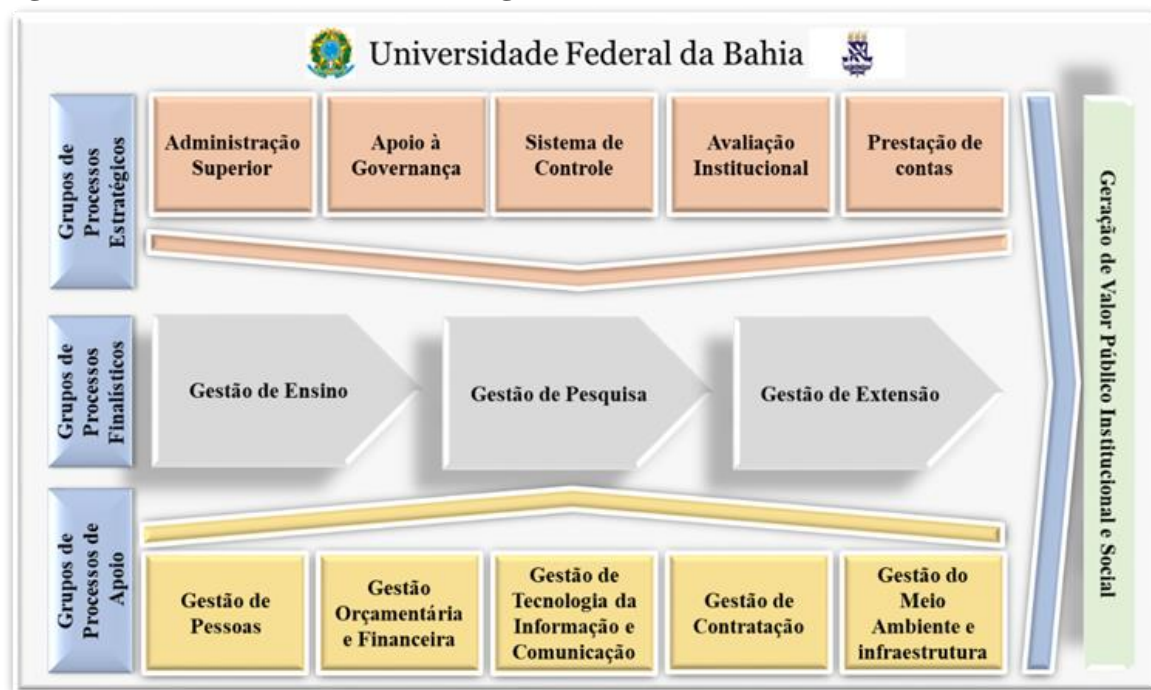 Universidade Federal da Bahia
Grupos de
Processos
Estratégicos
Administração
Superior
Apoio à
Governança
Sistema de
Controle
Avaliação
Institucional
Prestação de
contas
Grupos de
Processos
Finalísticos
Gestão de Ensino
Gestão de Pesquisa
Gestão de Extensão
Grupos de
Processos de
Apoio
Gestão de
Pessoas
Gestão
Orçamentária
e Financeira
Gestão de
Tecnologia da
Informação e
Comunicação
Gestão de
Contratação
Gestão do
Meio
Ambiente e
infraestrutura
Geração de Valor Público Institucional e Social